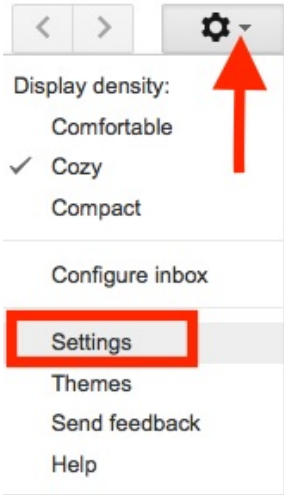 Display density:
Comfortable
Cozy
Compact
Configure inbox
Settings
Themes
Send feedback
Help